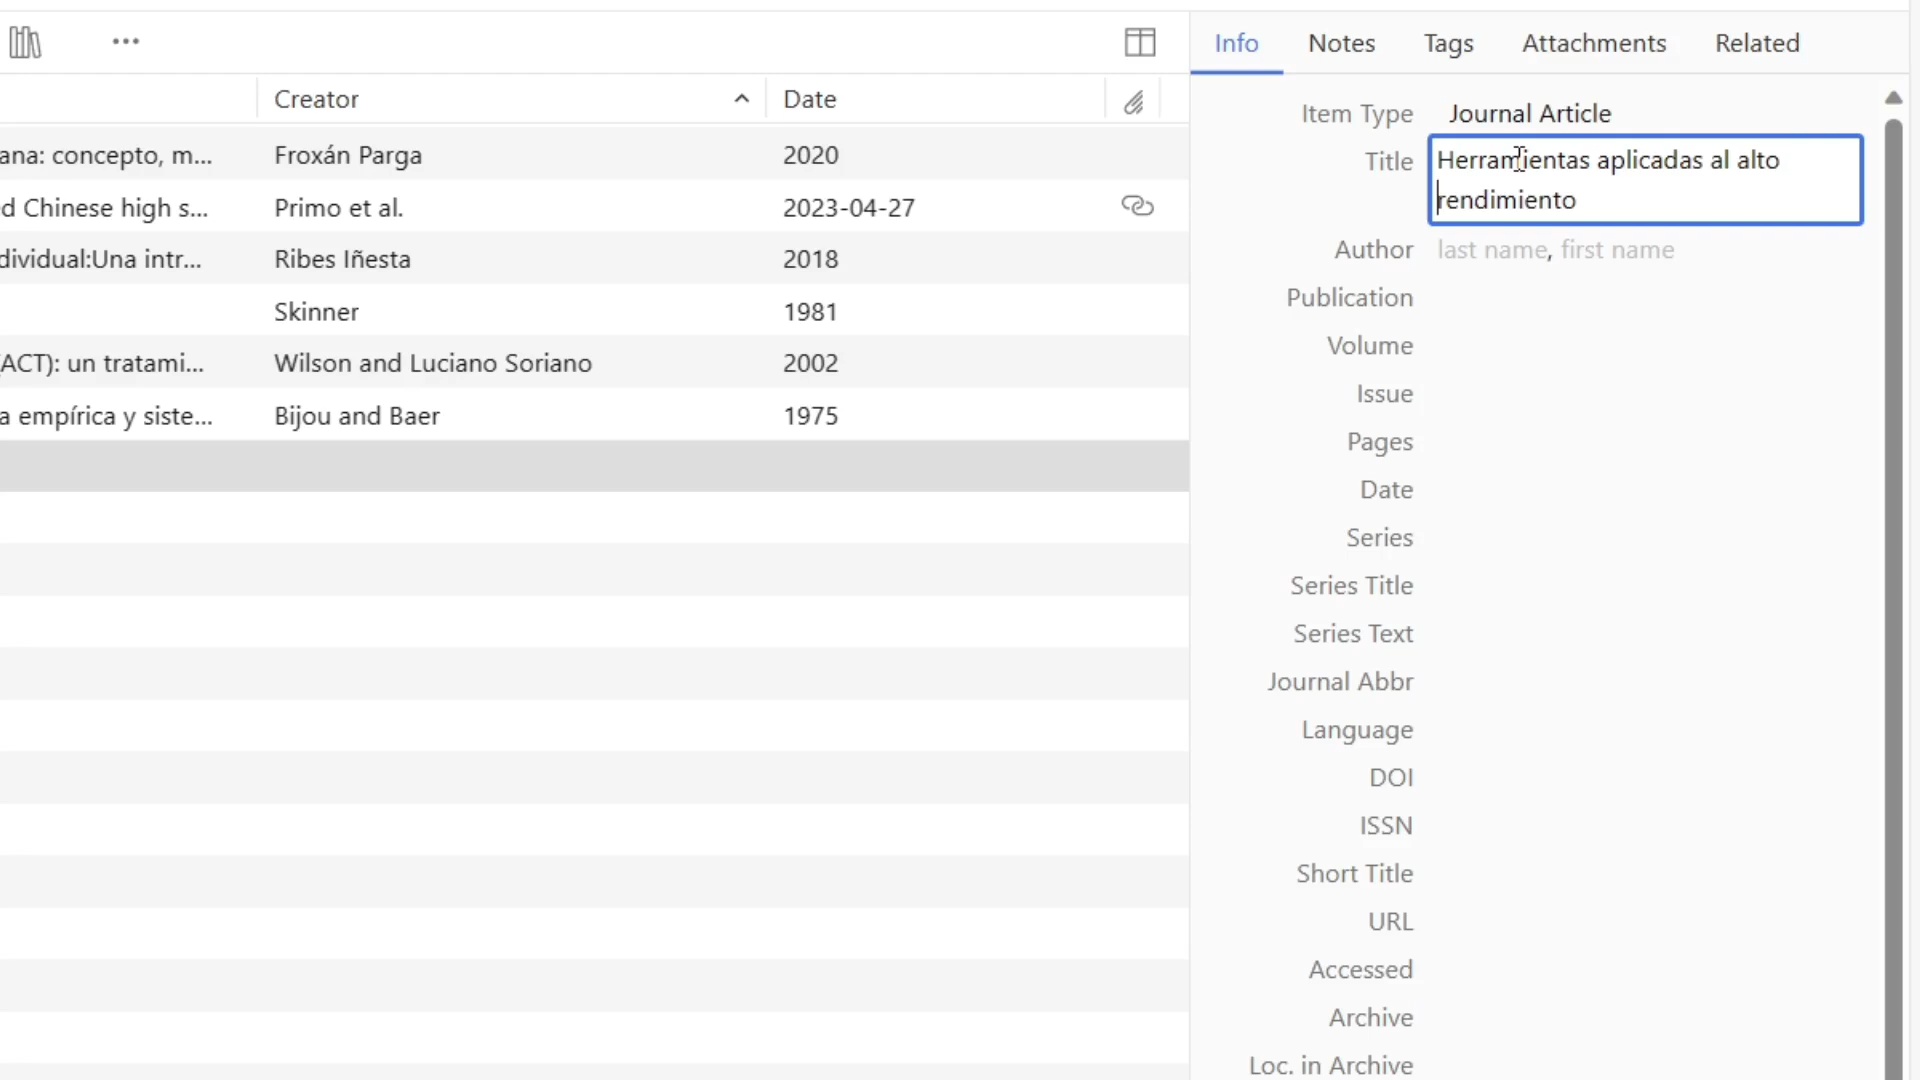 •••
Info Notes Tags Attachments Related
Creator Date
ana: concepto, m... Froxán Parga 2020
d Chinese high s... Primo et al. 2023-04-27
dividual:Una intr... Ribes Iñesta 2018
Skinner 1981
(ACT): un tratami... Wilson and Luciano Soriano 2002
a empírica y siste... Bijou and Baer 1975
Item Type Journal Article
Title Herramientas aplicadas al alto
rendimiento
Author last name, first name
Publication
Volume
Issue
Pages
Date
Series
Series Title
Series Text
Journal Abbr
Language
DOI
ISSN
Short Title
URL
Accessed
Archive
Loc. in Archive